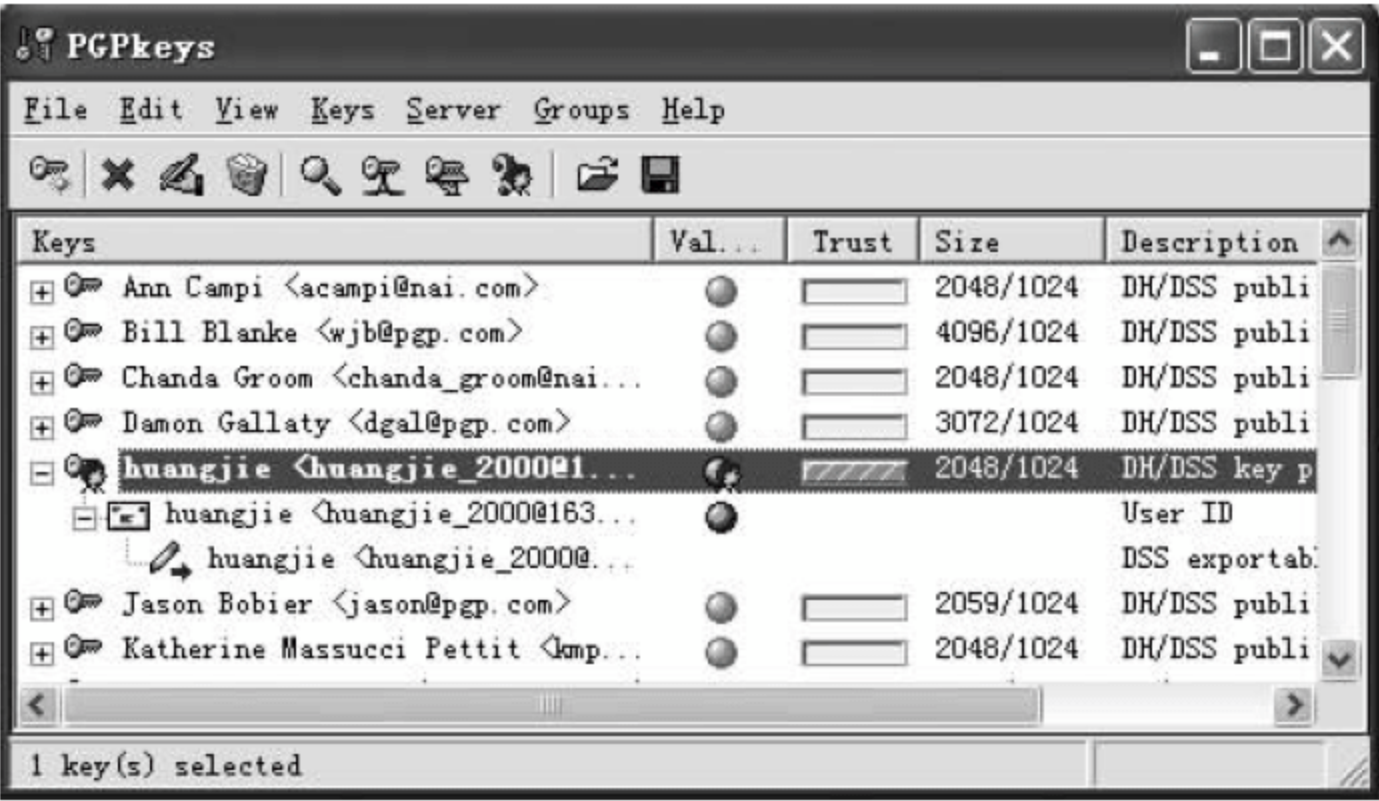 PGPkeys
File Edit View Keys Server Groups Help
Keys Val... Trust Size Description
Ann Campi <acampi@nai.com> 2048/1024 DH/DSS publi
Bill Blanke <wjb@pgp.com> 4096/1024 DH/DSS publi
Chanda Groom <chanda_groom@nai... 2048/1024 DH/DSS publi
Damon Gallaty <dgal@pgp.com> 3072/1024 DH/DSS publi
huangjie <huangjie_2000@1... 2048/1024 DH/DSS key p
huangjie <huangjie_2000@163... User ID
huangjie <huangjie_2000@... DSS exportab
Jason Bobier <jason@pgp.com> 2059/1024 DH/DSS publi
Katherine Massucci Pettit <kmp... 2048/1024 DH/DSS publi
1 key(s) selected